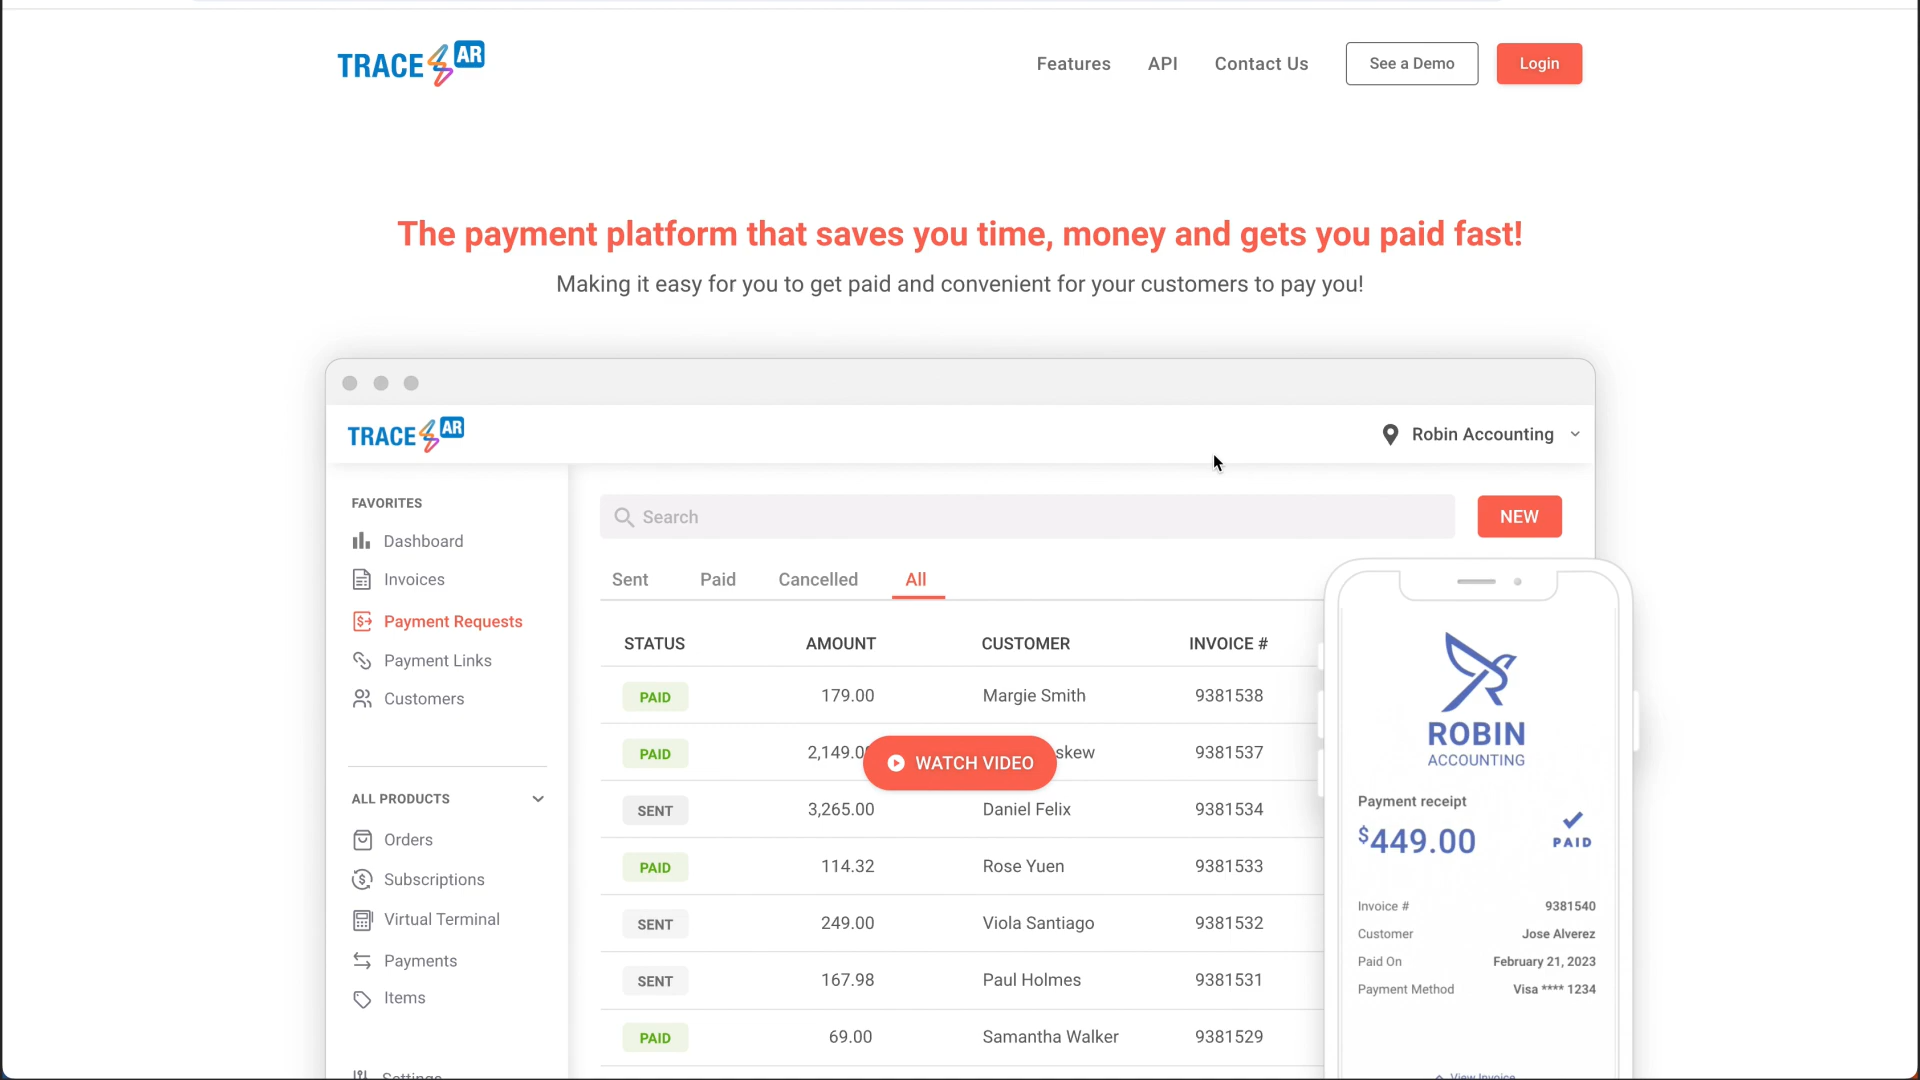 TRACE AR
Features
API
Contact Us
See a Demo
Login
The payment platform that saves you time, money and gets you paid fast!
Making it easy for you to get paid and convenient for your customers to pay you!
TRACE AR
Robin Accounting
FAVORITES
Dashboard
Invoices
Payment Requests
Payment Links
Customers
ALL PRODUCTS
Orders
Subscriptions
Virtual Terminal
Payments
Items
Settings
Search
NEW
Sent Paid Cancelled All
STATUS AMOUNT CUSTOMER INVOICE #
PAID 179.00 Margie Smith 9381538
PAID 2,149.0 skew 9381537
WATCH VIDEO
SENT 3,265.00 Daniel Felix 9381534
PAID 114.32 Rose Yuen 9381533
SENT 249.00 Viola Santiago 9381532
SENT 167.98 Paul Holmes 9381531
PAID 69.00 Samantha Walker 9381529
ROBIN
ACCOUNTING
Payment receipt
$449.00
PAID
Invoice # 9381540
Customer Jose Alverez
Paid On February 21, 2023
Payment Method Visa **** 1234
View Invoice